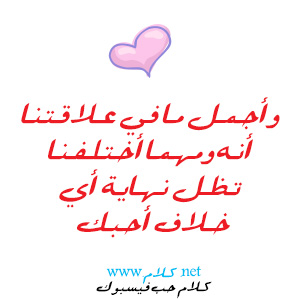 وأجمل مافي علاقتنا
أنه ومهما أختلفنا
تظل نهاية أي
خلاف أحبك
www كلام.net
كلام حب فيسبوك